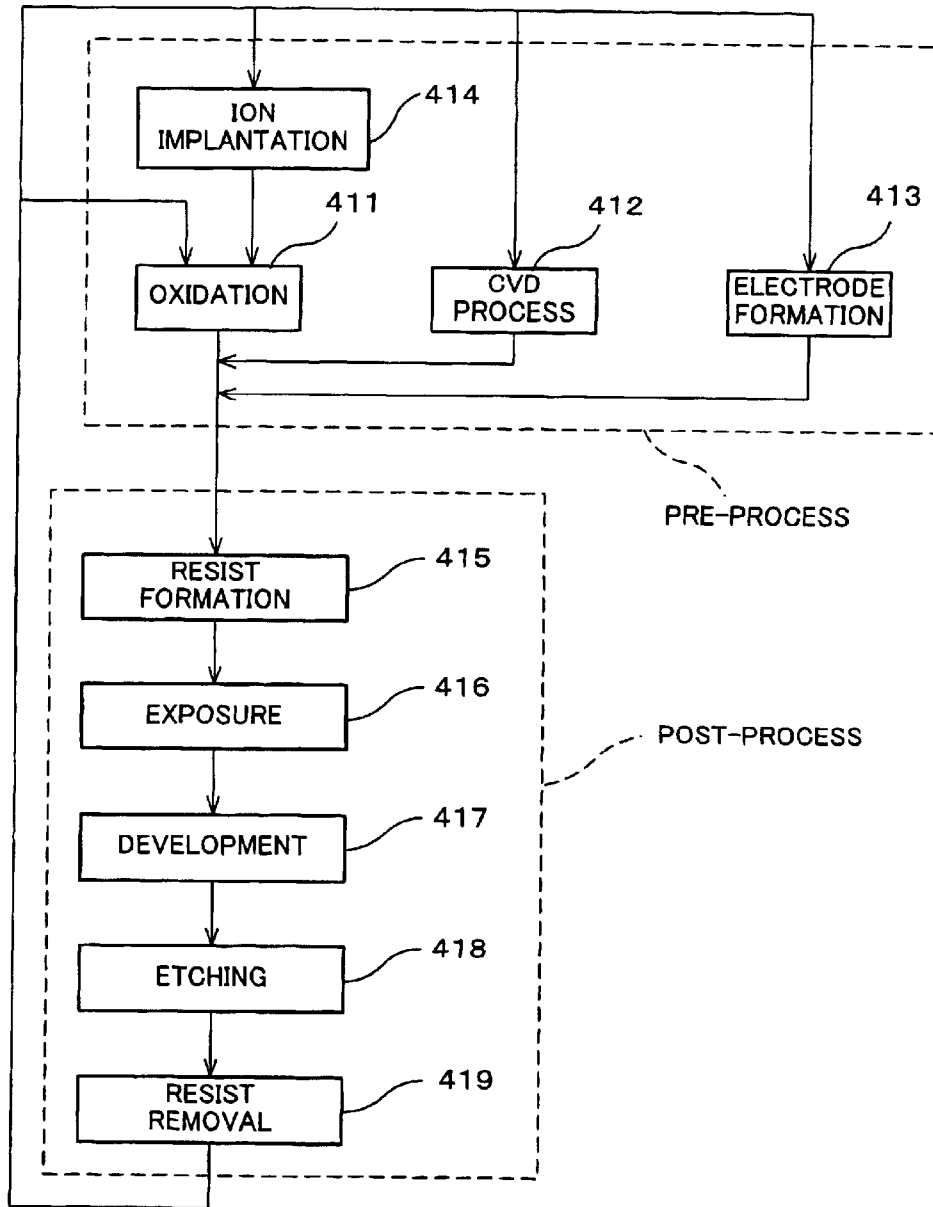 ION
IMPLANTATION
414
411
412
413
OXIDATION
CVD
PROCESS
ELECTRODE
FORMATION
PRE-PROCESS
RESIST
FORMATION
415
EXPOSURE
416
POST-PROCESS
DEVELOPMENT
417
ETCHING
418
RESIST
REMOVAL
419